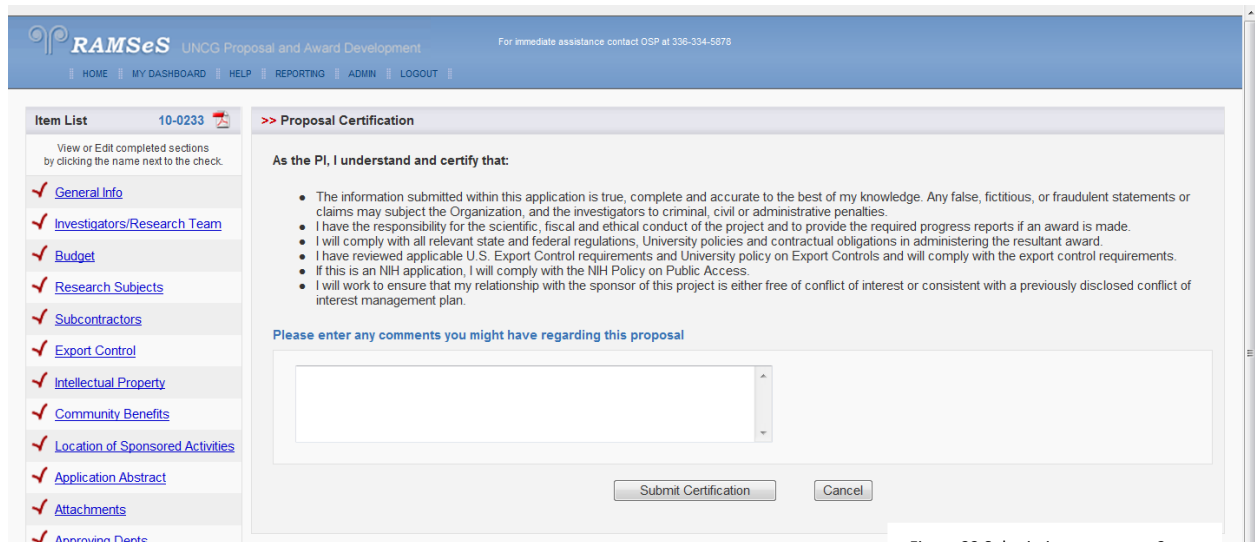 RAMSeS UNCG Proposal and Award Development
For immediate assistance contact OSP at 336-334-5878
HOME MY DASHBOARD HELP REPORTING ADMIN LOGOUT
Item List 10-0233
View or Edit completed sections
by clicking the name next to the check.
General Info
Investigators/Research Team
Budget
Research Subjects
Subcontractors
Export Control
Intellectual Property
Community Benefits
Location of Sponsored Activities
Application Abstract
Attachments
Approving Depts
>> Proposal Certification
As the PI, I understand and certify that:
● The information submitted within this application is true, complete and accurate to the best of my knowledge. Any false, fictitious, or fraudulent statements or
claims may subject the Organization, and the investigators to criminal, civil or administrative penalties.
● I have the responsibility for the scientific, fiscal and ethical conduct of the project and to provide the required progress reports if an award is made.
● I will comply with all relevant state and federal regulations, University policies and contractual obligations in administering the resultant award.
● I have reviewed applicable U.S. Export Control requirements and University policy on Export Controls and will comply with the export control requirements.
● If this is an NIH application, I will comply with the NIH Policy on Public Access.
● I will work to ensure that my relationship with the sponsor of this project is either free of conflict of interest or consistent with a previously disclosed conflict of
interest management plan.
Please enter any comments you might have regarding this proposal
Submit Certification Cancel